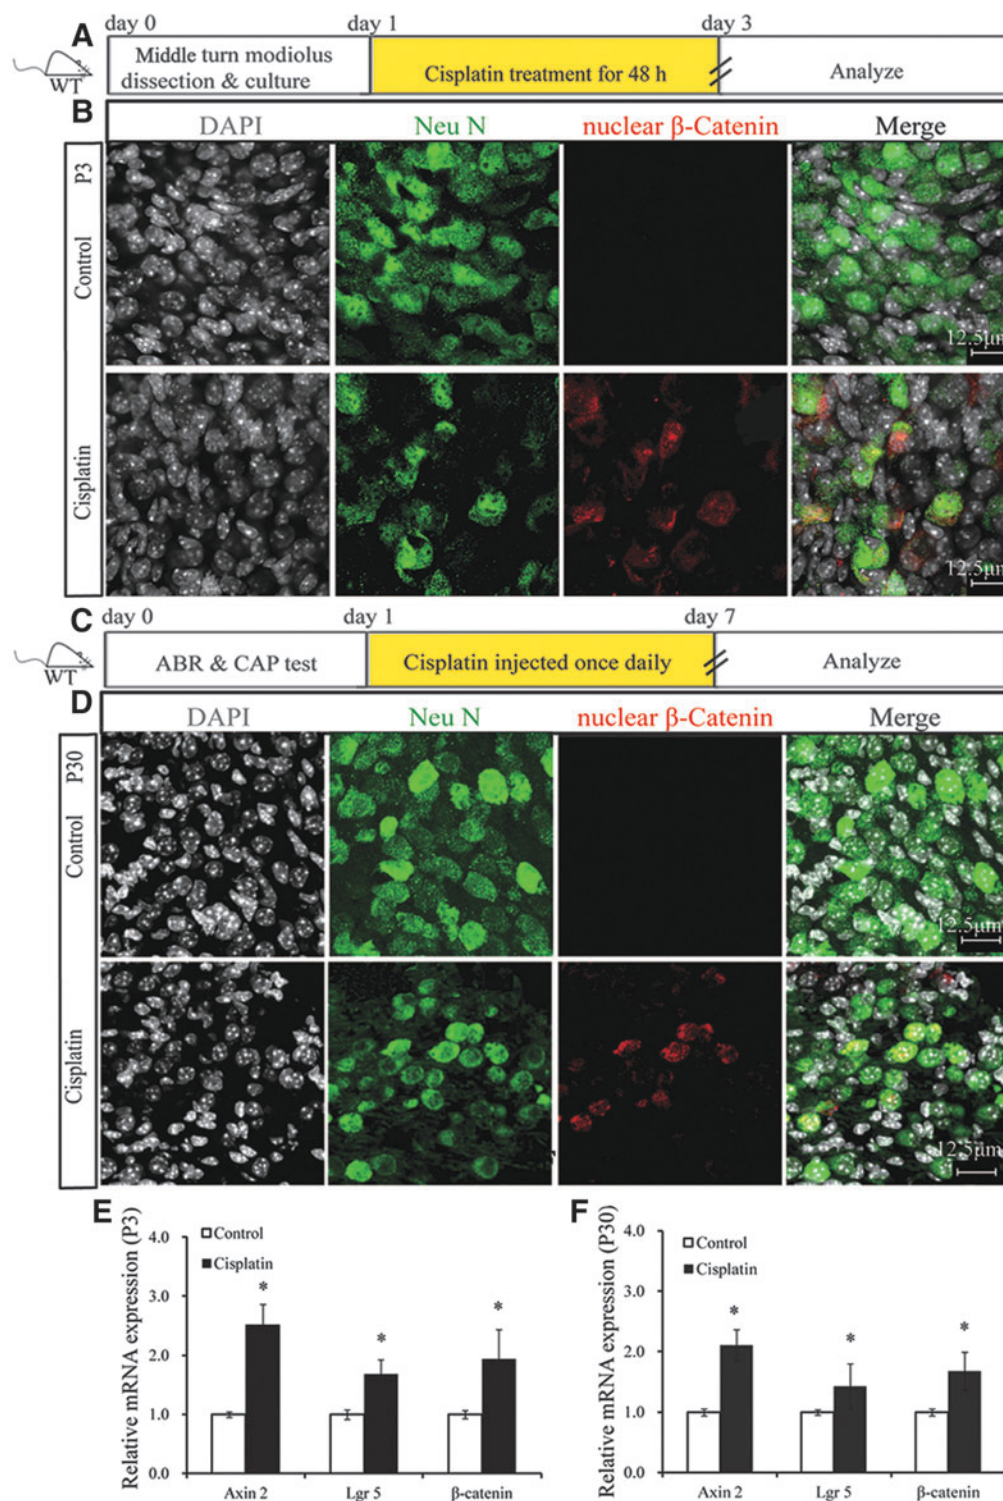 A
day 0 day 1 day 3
WT
Middle turn modiolus
dissection & culture
Cisplatin treatment for 48 h
Analyze
B
DAPI Neu N nuclear β-Catenin Merge
P3
Control
12.5μm
Cisplatin
12.5μm
C
day 0 day 1 day 7
WT
ABR & CAP test
Cisplatin injected once daily
Analyze
D
DAPI Neu N nuclear β-Catenin Merge
P30
Control
12.5μm
Cisplatin
12.5μm
E
Relative mRNA expression (P3)
4.0
3.0
2.0
1.0
0.0
Control
Cisplatin
* * *
Axin 2 Lgr 5 β-catenin
F
Relative mRNA expression (P30)
4.0
3.0
2.0
1.0
0.0
Control
Cisplatin
* * *
Axin 2 Lgr 5 β-catenin